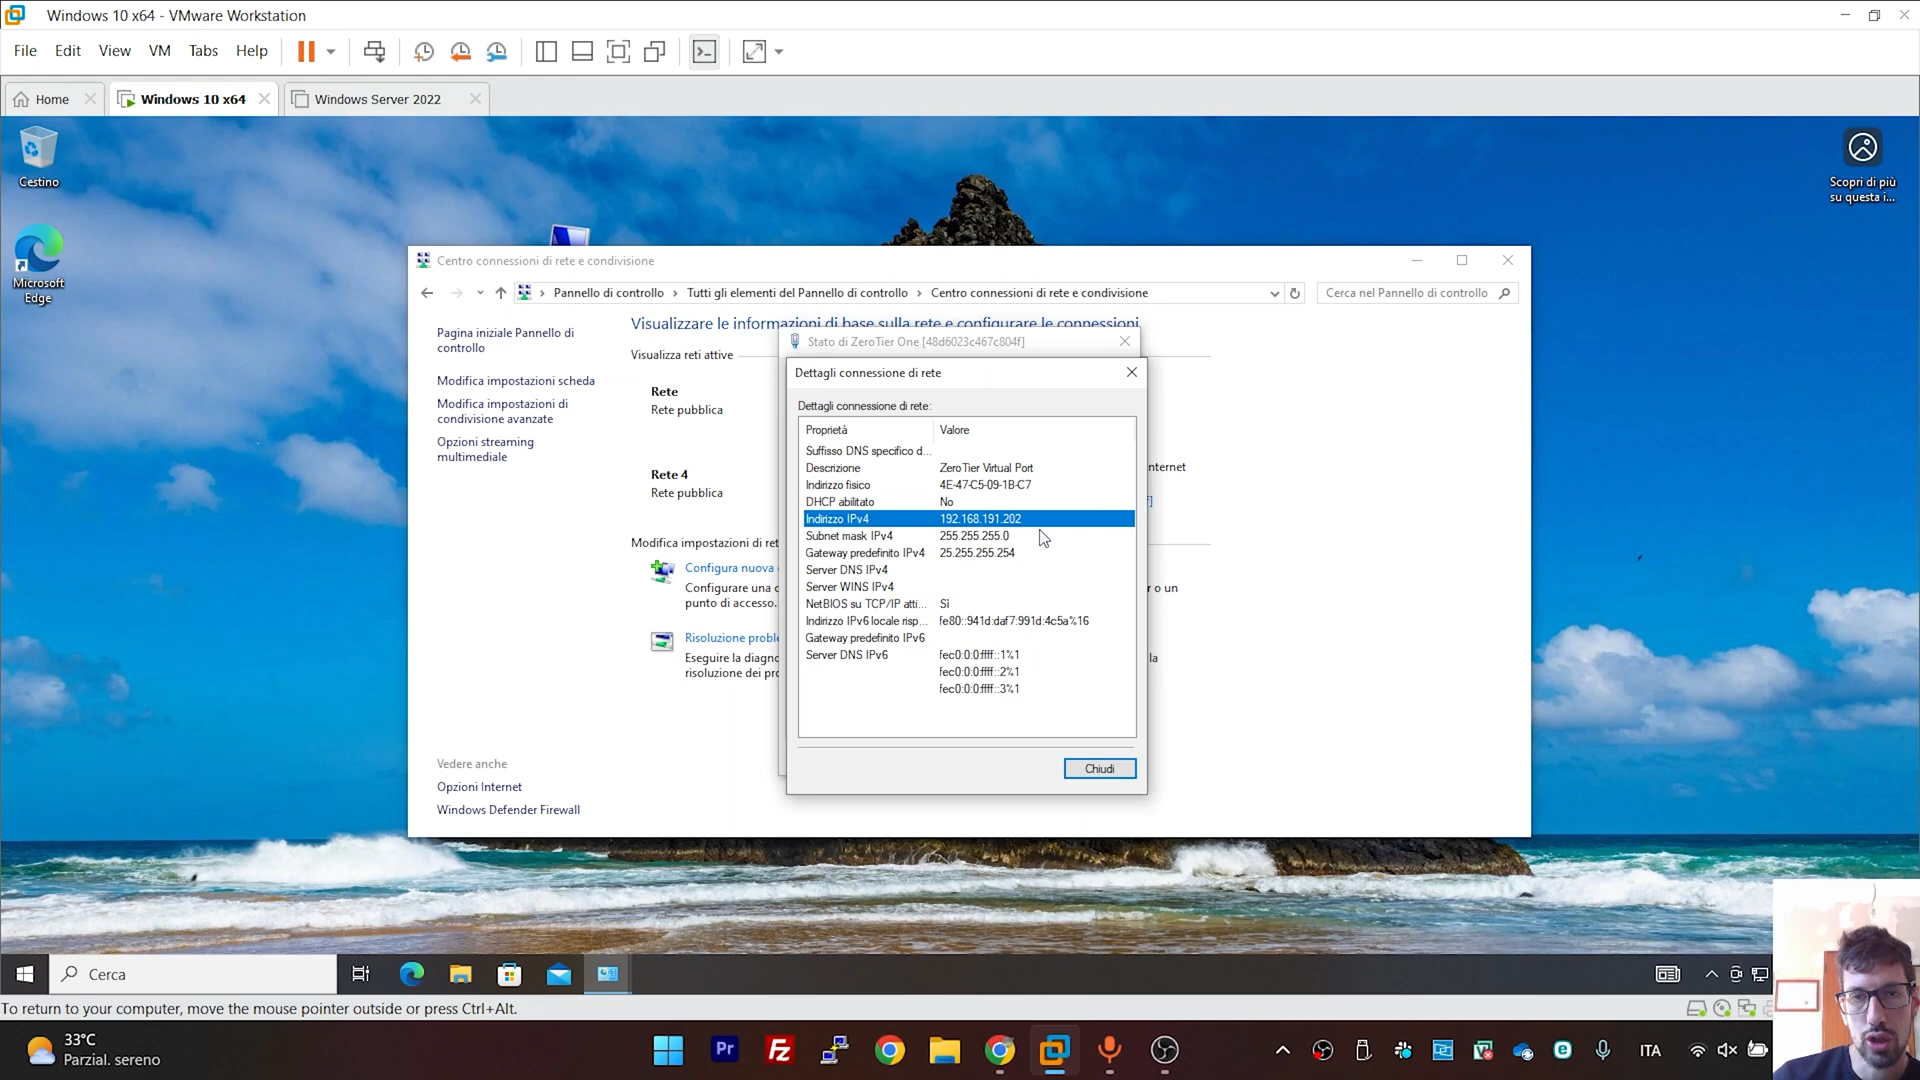 Windows 10 x64 - VMware Workstation
File Edit View VM Tabs Help
Home
Windows 10 x64
Windows Server 2022
Cestino
Microsoft
Edge
Scopri di più
su questa i...
Centro connessioni di rete e condivisione
Pannello di controllo
Tutti gli elementi del Pannello di controllo
Centro connessioni di rete e condivisione
Cerca nel Pannello di controllo
Pagina iniziale Pannello di
controllo
Modifica impostazioni scheda
Modifica impostazioni di
condivisione avanzate
Opzioni streaming
multimediale
Vedere anche
Opzioni Internet
Windows Defender Firewall
Visualizzare le informazioni di base sulla rete e configurare le connessioni
Visualizza reti attive
Rete
Rete pubblica
Rete 4
Rete pubblica
nternet
Modifica impostazioni di ret
Configura nuova
Configurare una c
r o un
punto di accesso.
Risoluzione proble
Eseguire la diagno
la
risoluzione dei pro
Stato di ZeroTier One [48d6023c467c804f]
Dettagli connessione di rete
Dettagli connessione di rete:
Proprietà Valore
Suffisso DNS specifico d...
Descrizione ZeroTier Virtual Port
Indirizzo fisico 4E-47-C5-09-1B-C7
DHCP abilitato No
Indirizzo IPv4 192.168.191.202
Subnet mask IPv4 255.255.255.0
Gateway predefinito IPv4 25.255.255.254
Server DNS IPv4
Server WINS IPv4
NetBIOS su TCP/IP atti... Sì
Indirizzo IPv6 locale risp... fe80::941d:daf7:991d:4c5a%16
Gateway predefinito IPv6
Server DNS IPv6 fec0:0:0:ffff::1%1
fec0:0:0:ffff::2%1
fec0:0:0:ffff::3%1
Chiudi
Cerca
To return to your computer, move the mouse pointer outside or press Ctrl+Alt.
33°C
Parzial. sereno
Pr
Fz
ITA